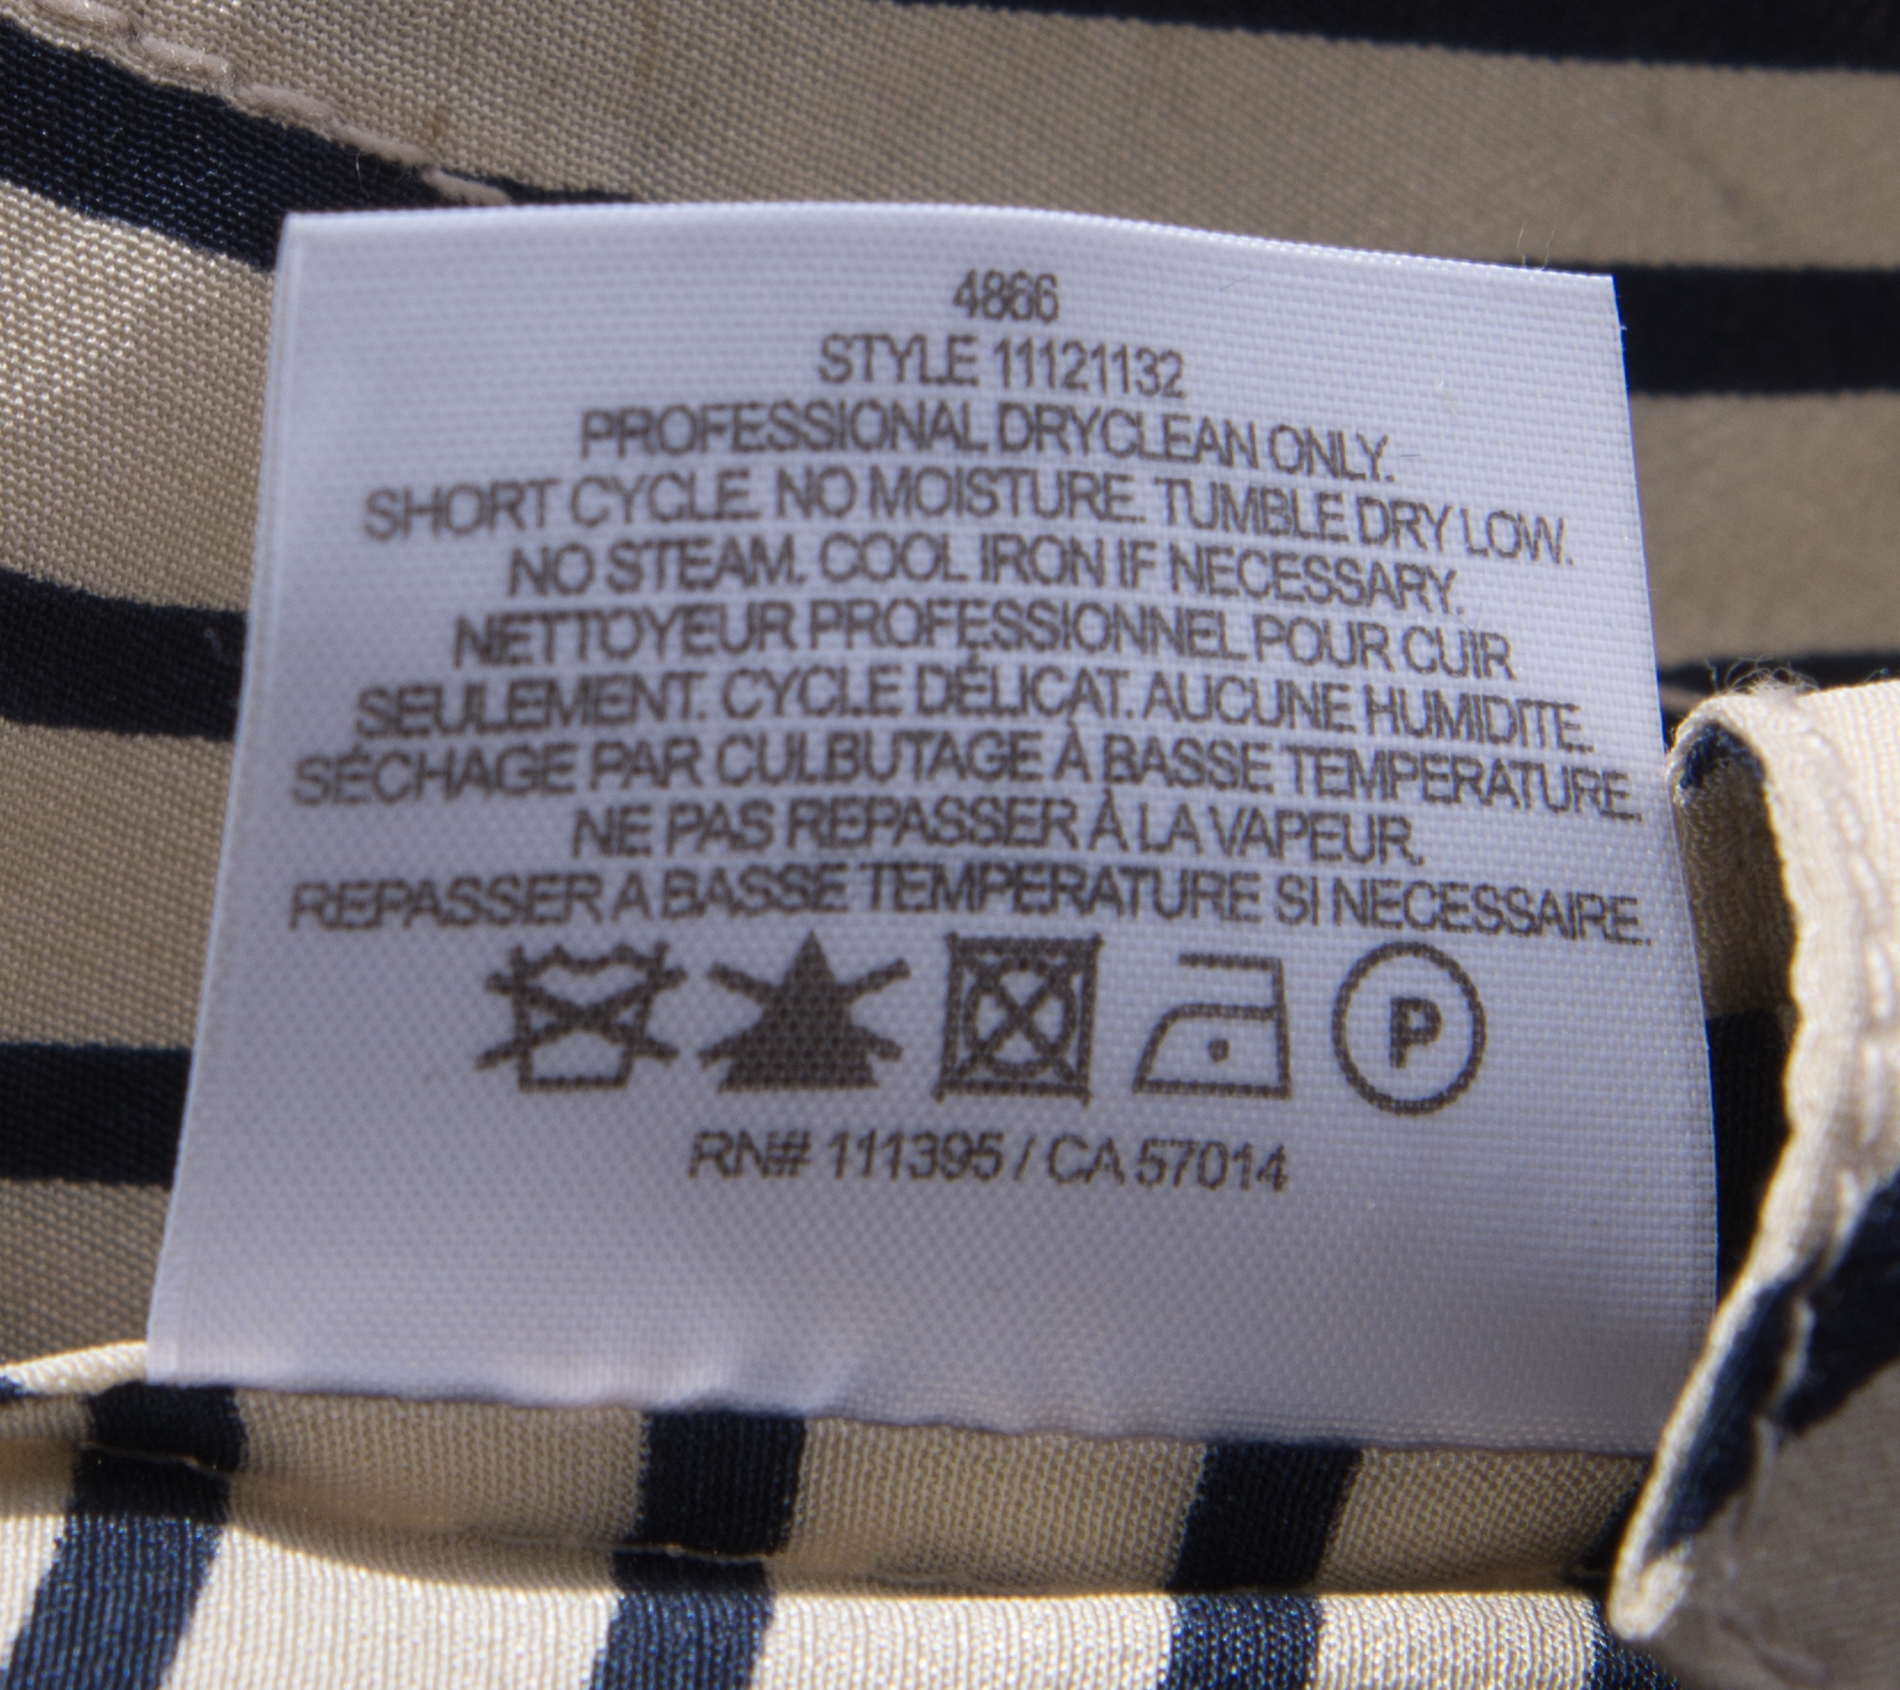 4866
STYLE 11121132
PROFESSIONAL DRYCLEAN ONLY.
SHORT CYCLE. NO MOISTURE. TUMBLE DRY LOW.
NO STEAM. COOL IRON IF NECESSARY.
NETTOYEUR PROFESSIONNEL POUR CUIR
SEULEMENT. CYCLE DÉLICAT. AUCUNE HUMIDITE.
SÉCHAGE PAR CULBUTAGE À BASSE TEMPERATURE.
NE PAS REPASSER À LA VAPEUR.
REPASSER A BASSE TEMPERATURE SI NECESSAIRE.
P
RN# 111395 / CA 57014